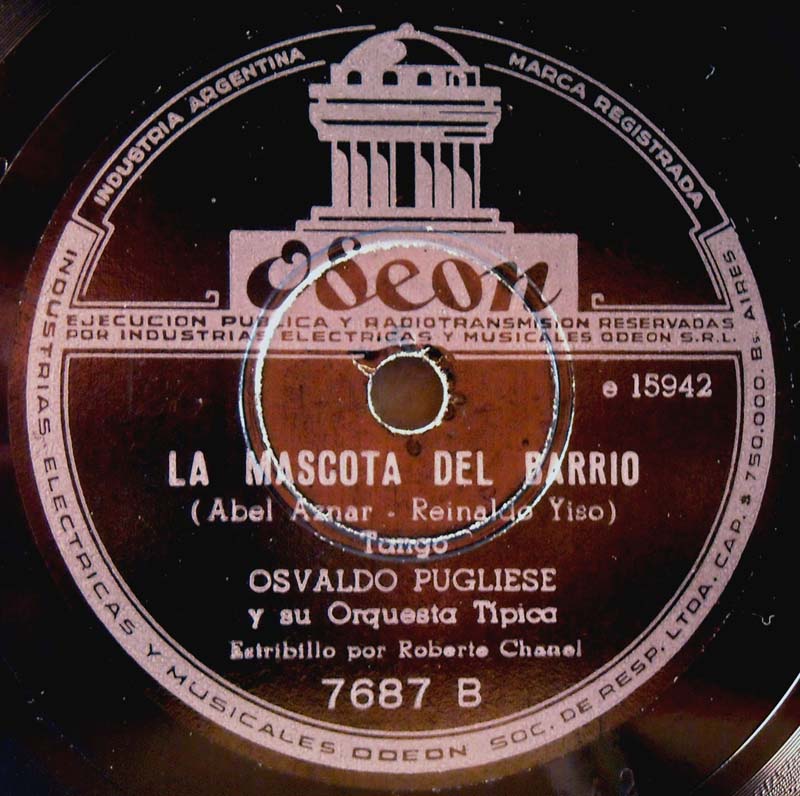 INDUSTRIA ARGENTINA
MARCA REGISTRADA
Odeon
EJECUCION PUBLICA Y RADIOTRANSMISION RESERVADAS
POR INDUSTRIAS ELECTRICAS Y MUSICALES ODEON S.R.L.
e 15942
LA MASCOTA DEL BARRIO
(Abel Aznar - Reinaldo Yiso)
Tango
OSVALDO PUGLIESE
y su Orquesta Típica
Estribillo por Roberto Chanel
7687 B
INDUSTRIAS ELECTRICAS Y MUSICALES ODEON SOC. DE RESP. LTDA. CAP. $ 750.000. Bs AIRES